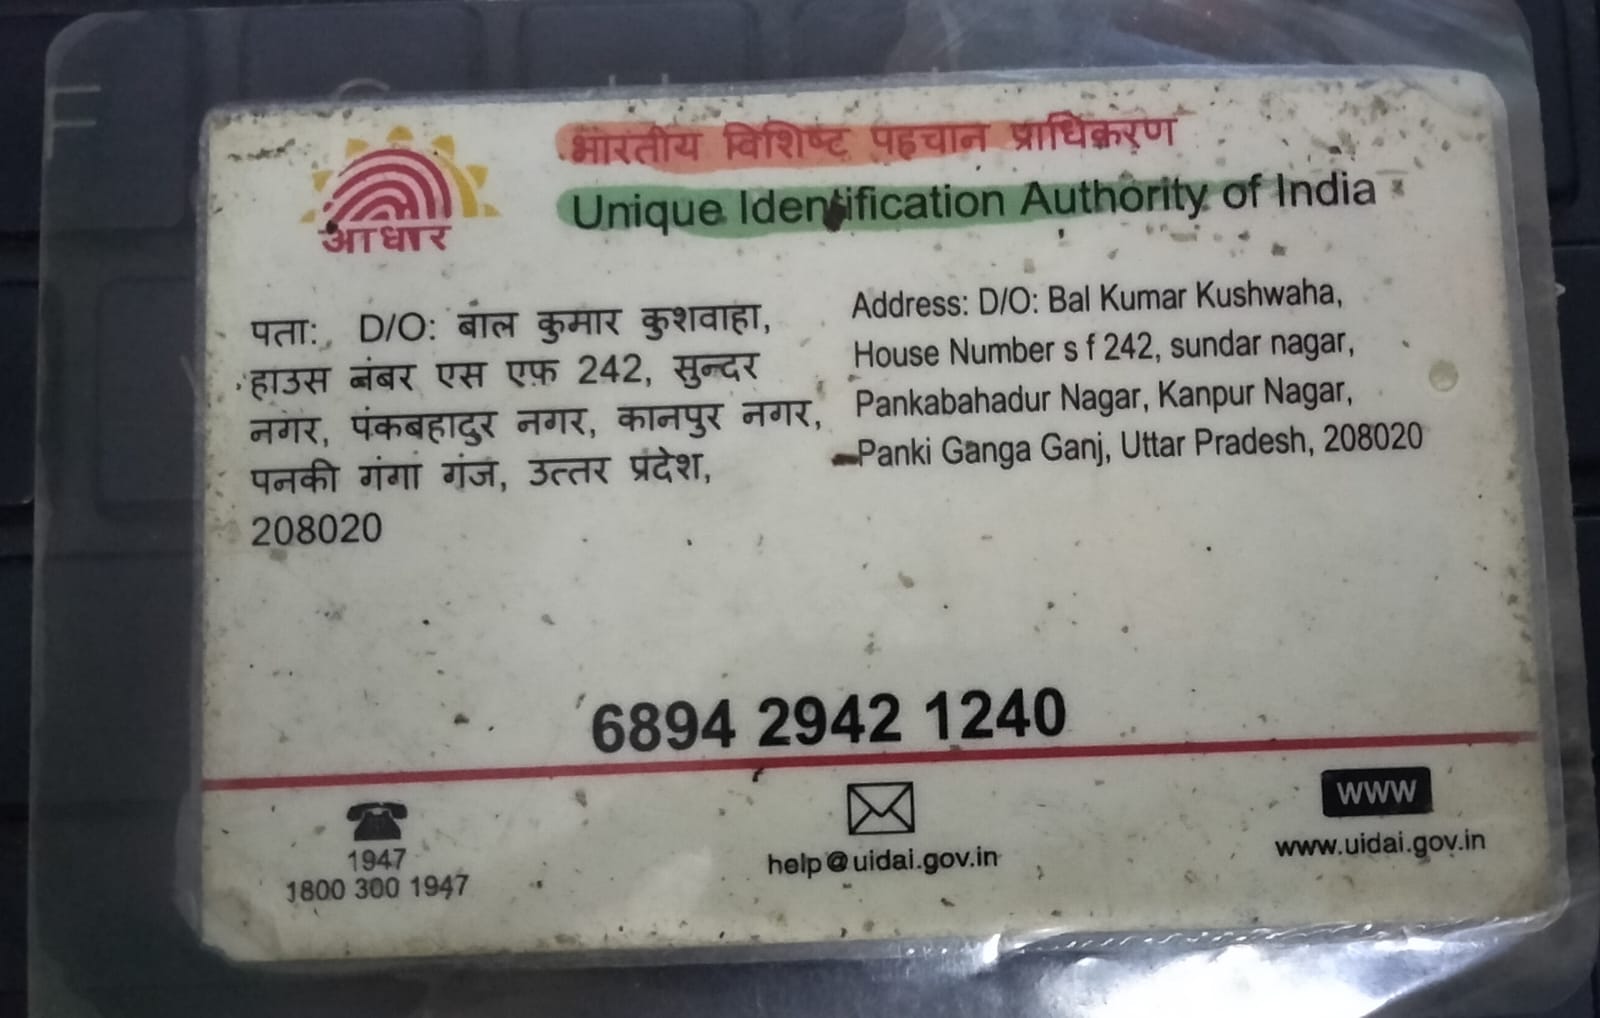 भारतीय विशिष्ट पहचान प्राधिकरण
Unique Identification Authority of India
आधार
पता: D/O: बाल कुमार कुशवाहा,
हाउस नंबर एस एफ़ 242, सुन्दर
नगर, पंकबहादुर नगर, कानपुर नगर,
पनकी गंगा गंज, उत्तर प्रदेश,
208020
Address: D/O: Bal Kumar Kushwaha,
House Number s f 242, sundar nagar,
Pankabahadur Nagar, Kanpur Nagar,
Panki Ganga Ganj, Uttar Pradesh, 208020
6894 2942 1240
1947
1800 300 1947
help@uidai.gov.in
www
www.uidai.gov.in